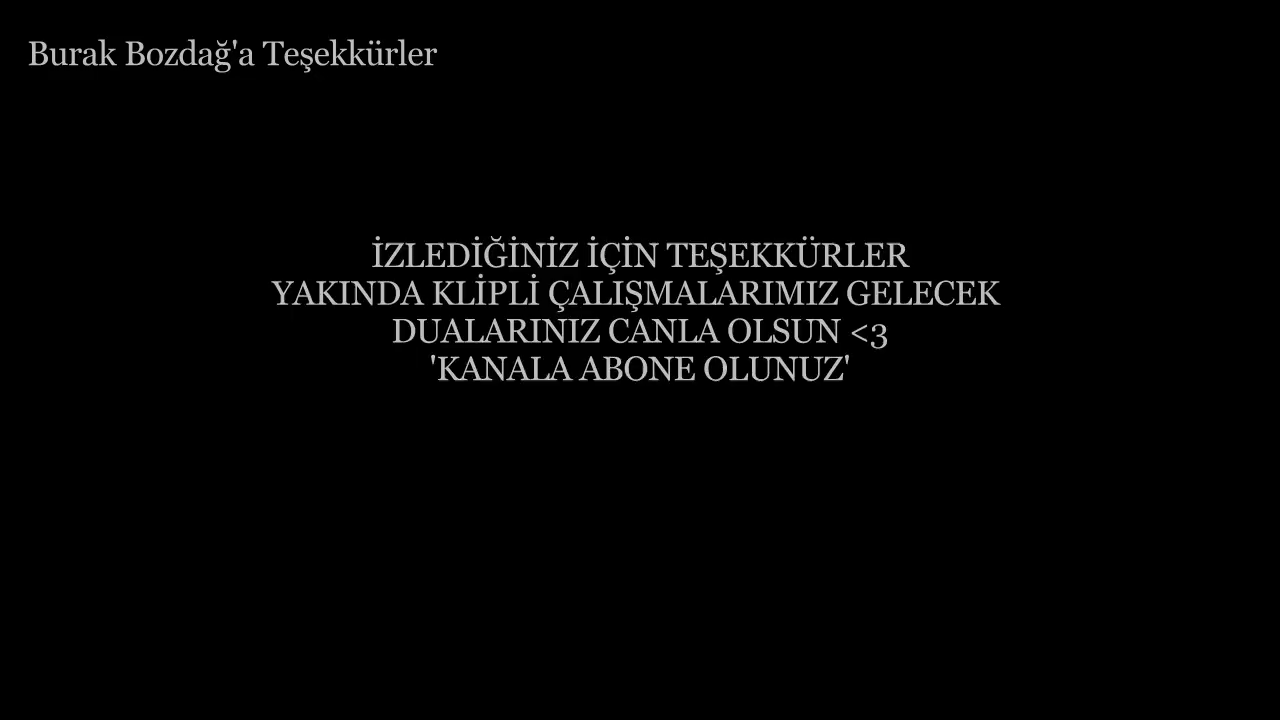 Burak Bozdağ'a Teşekkürler
İZLEDİĞİNİZ İÇİN TEŞEKKÜRLER
YAKINDA KLİPLİ ÇALIŞMALARIMIZ GELECEK
DUALARINIZ CANLA OLSUN <3
'KANALA ABONE OLUNUZ'